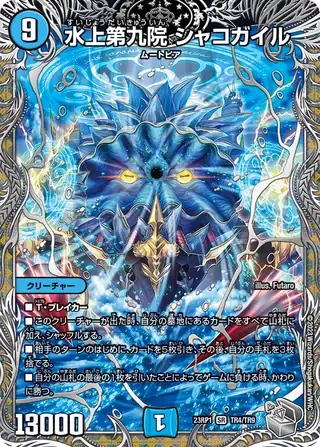 すいじょうだいきゅういん
9 水上第九院 シャコガイル
ムートピア
illus. Futaro
クリーチャー
■T・ブレイカー
■このクリーチャーが出た時、自分の墓地にあるカードをすべて山札に
加え、シャッフルする。
■相手のターンのはじめに、カードを5枚引き、その後、自分の手札を3枚
捨てる。
■自分の山札の最後の1枚を引いたことによってゲームに負ける時、かわり
に勝つ。
13000
1
23RP1 SR TR4/TR9